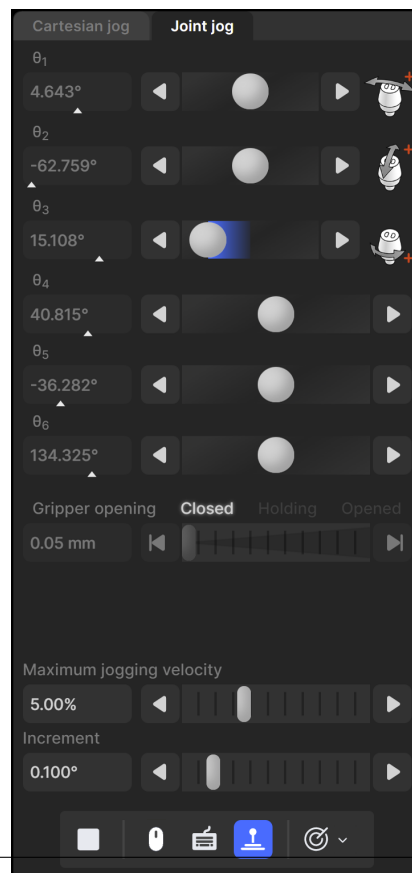 Cartesian jog Joint jog
θ₁
4.643°
θ₂
-62.759°
θ₃
15.108°
θ₄
40.815°
θ₅
-36.282°
θ₆
134.325°
Gripper opening Closed Holding Opened
0.05 mm
Maximum jogging velocity
5.00%
Increment
0.100°